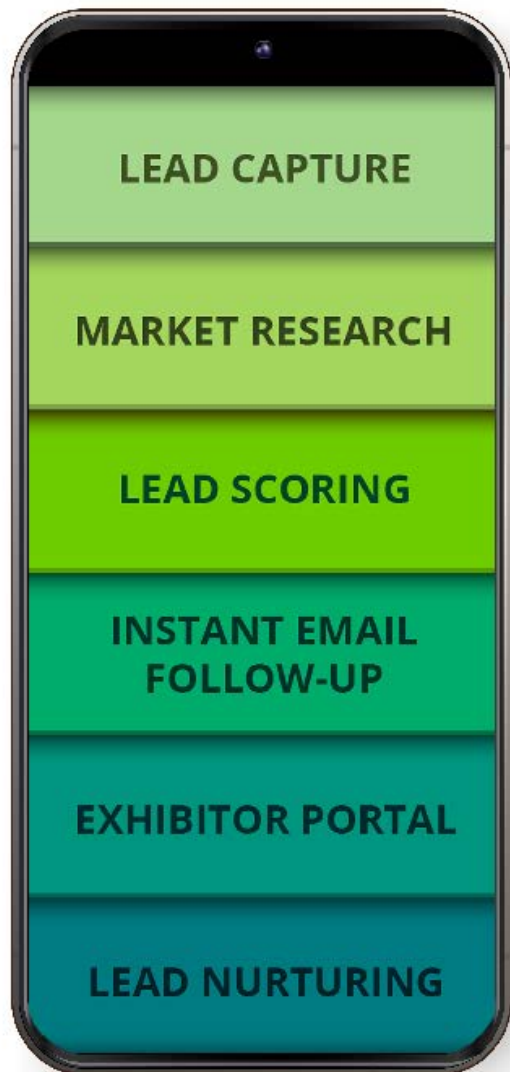 LEAD CAPTURE
MARKET RESEARCH
LEAD SCORING
INSTANT EMAIL
FOLLOW-UP
EXHIBITOR PORTAL
LEAD NURTURING